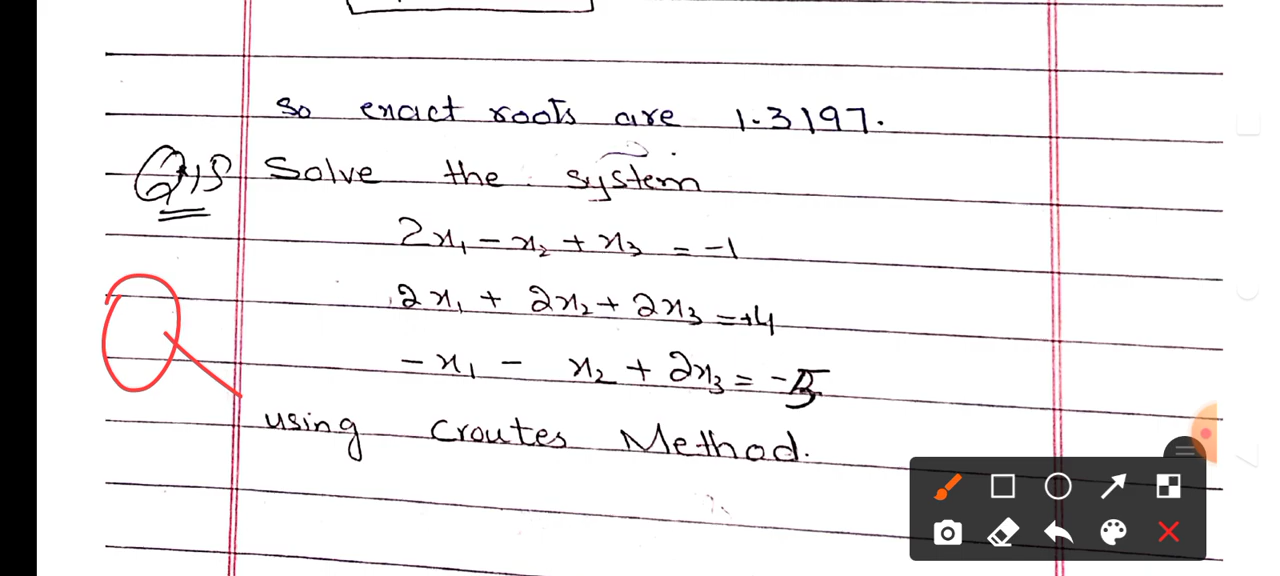 So exact roots are 1.3197.
Solve the system
2x₁ - x₂ + x₃ = -1
2x₁ + 2x₂ + 2x₃ = +4
-x₁ - x₂ + 2x₃ = -5
using Croutes Method.